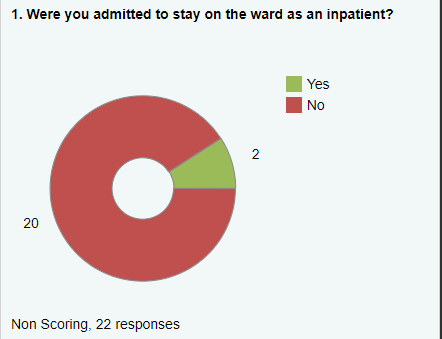 1. Were you admitted to stay on the ward as an inpatient?
Yes
No
2
20
Non Scoring, 22 responses